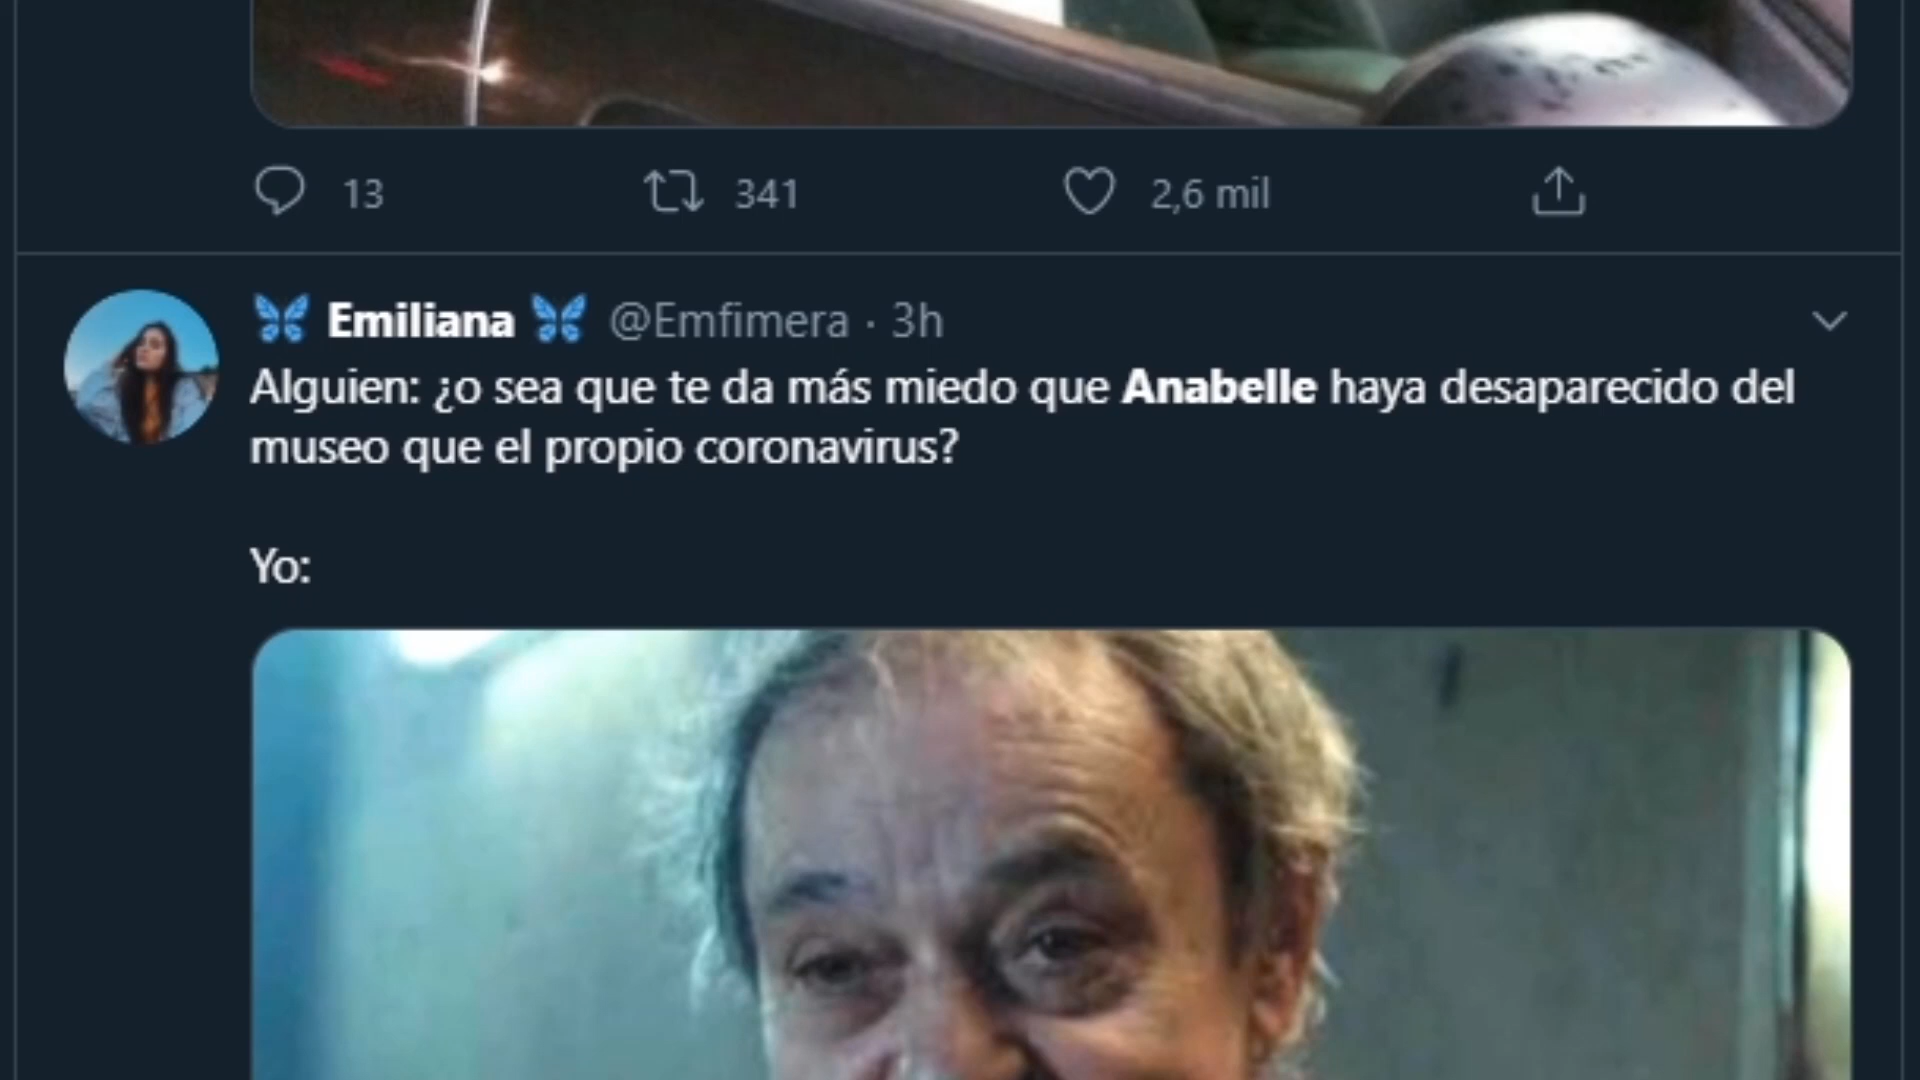 13 341 2,6 mil
Emiliana @Emfimera · 3h
Alguien: ¿o sea que te da más miedo que Anabelle haya desaparecido del
museo que el propio coronavirus?
Yo: